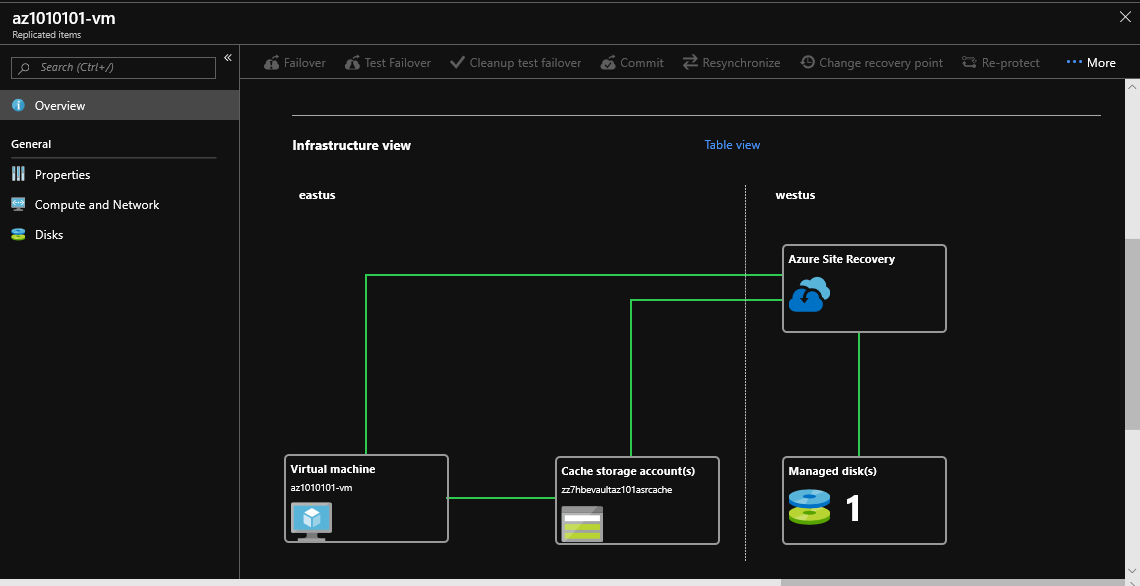 az1010101-vm
Replicated items
Search (Ctrl+/)
«
Overview
General
Properties
Compute and Network
Disks
Failover Test Failover Cleanup test failover Commit Resynchronize Change recovery point Re-protect ··· More
Infrastructure view Table view
eastus westus
Azure Site Recovery
Virtual machine
az1010101-vm
Cache storage account(s)
zz7hbevaultaz101asrcache
Managed disk(s)
1